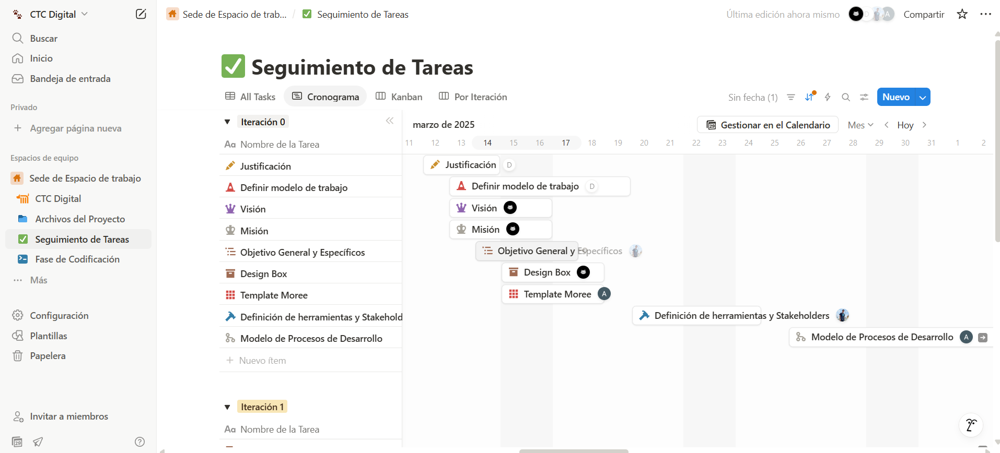 CTC Digital
Buscar
Inicio
Bandeja de entrada
Privado
Agregar página nueva
Espacios de equipo
Sede de Espacio de trabajo
CTC Digital
Archivos del Proyecto
Seguimiento de Tareas
Fase de Codificación
Más
Configuración
Plantillas
Papelera
Invitar a miembros
29
Sede de Espacio de trab... / Seguimiento de Tareas
Última edición ahora mismo D A Compartir
Seguimiento de Tareas
All Tasks Cronograma Kanban Por Iteración
Sin fecha (1) Nuevo
Iteración 0
marzo de 2025
29 Gestionar en el Calendario Mes Hoy
11 12 13 14 15 16 17 18 19 20 21 22 23 24 25 26 27 28 29 30 31 1 2
Aa Nombre de la Tarea
Justificación
Definir modelo de trabajo
Visión
Misión
Objetivo General y Específicos
Design Box
Template Moree
Definición de herramientas y Stakehold
Modelo de Procesos de Desarrollo
Nuevo ítem
Justificación D
Definir modelo de trabajo D
Visión
Misión
Objetivo General y Específicos
Design Box
Template Moree A
Definición de herramientas y Stakeholders
Modelo de Procesos de Desarrollo A
Iteración 1
Aa Nombre de la Tarea